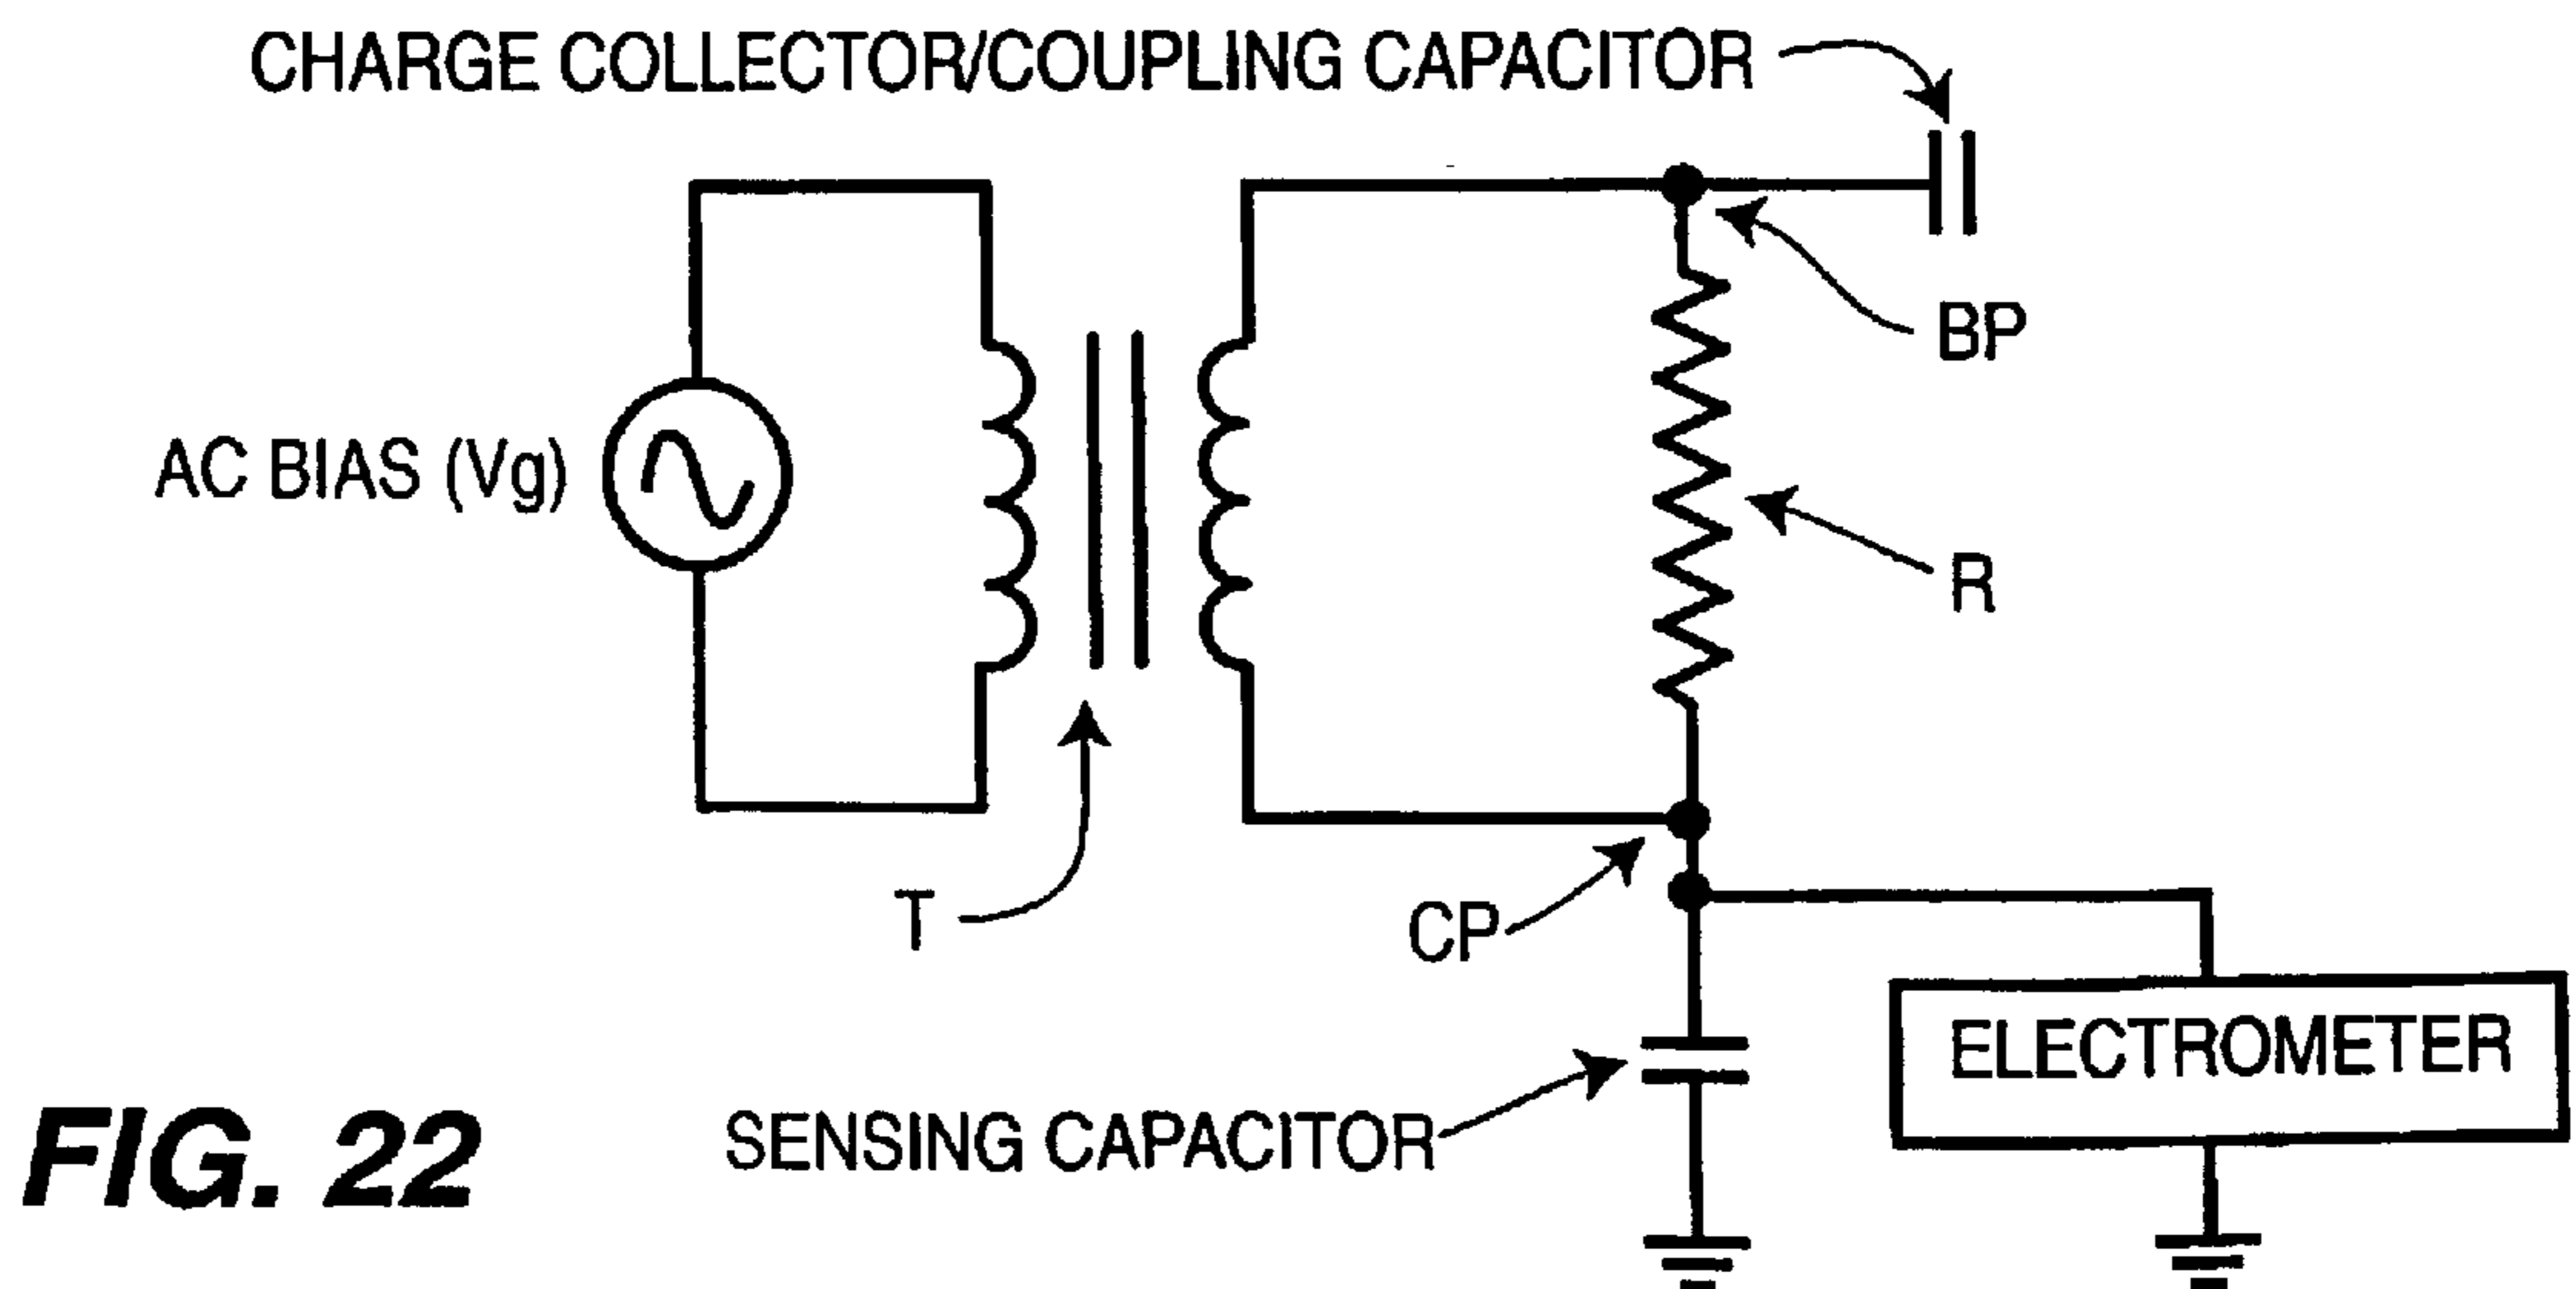 CHARGE COLLECTOR/COUPLING CAPACITOR
BP
AC BIAS (Vg)
R
T
CP
ELECTROMETER
SENSING CAPACITOR
FIG. 22